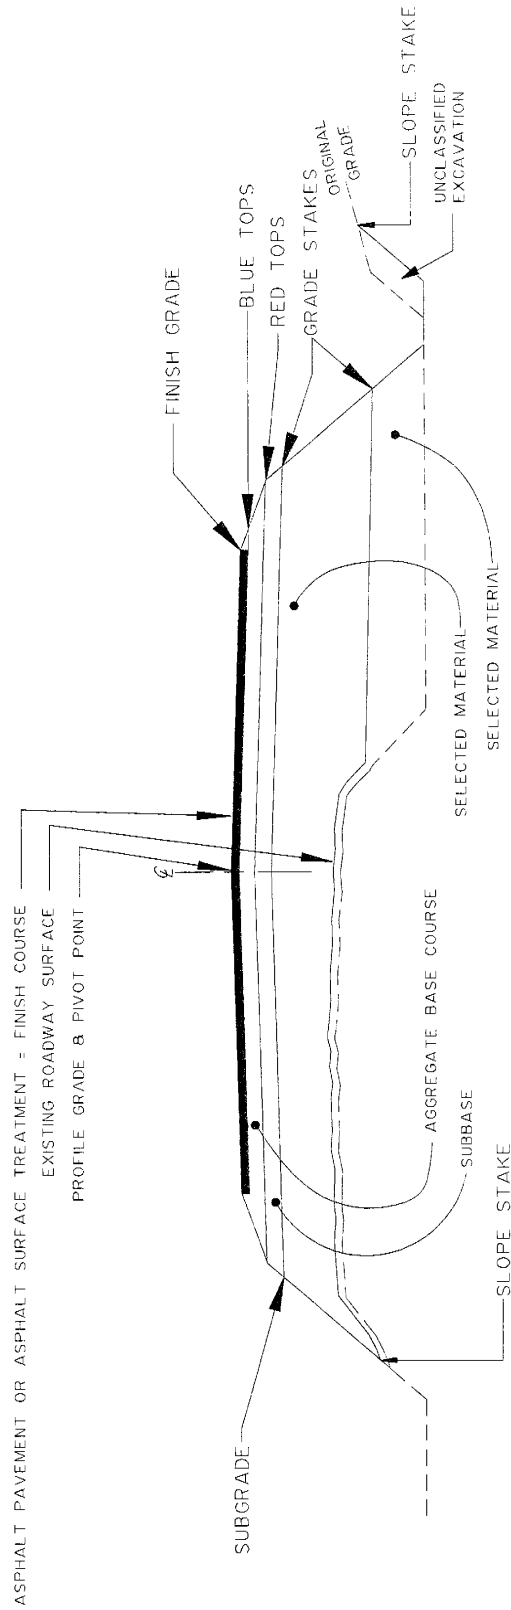 ASPHALT PAVEMENT OR ASPHALT SURFACE TREATMENT = FINISH COURSE
EXISTING ROADWAY SURFACE
PROFILE GRADE & PIVOT POINT
℄
FINISH GRADE
BLUE TOPS
RED TOPS
GRADE STAKES
ORIGINAL
GRADE
SLOPE STAKE
UNCLASSIFIED
EXCAVATION
SUBGRADE
AGGREGATE BASE COURSE
SUBBASE
SLOPE STAKE
SELECTED MATERIAL
SELECTED MATERIAL